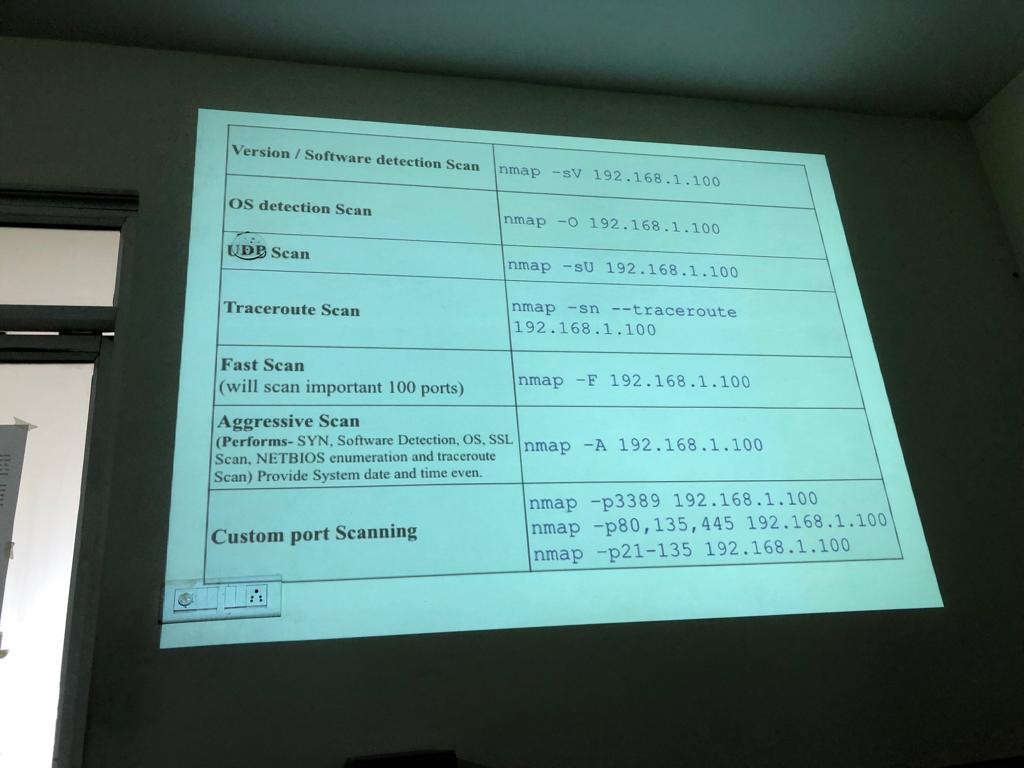 Version / Software detection Scan
nmap -sV 192.168.1.100
OS detection Scan
nmap -O 192.168.1.100
UDP Scan
nmap -sU 192.168.1.100
Traceroute Scan
nmap -sn --traceroute
192.168.1.100
Fast Scan
(will scan important 100 ports)
nmap -F 192.168.1.100
Aggressive Scan
(Performs- SYN, Software Detection, OS, SSL
Scan, NETBIOS enumeration and traceroute
Scan) Provide System date and time even.
nmap -A 192.168.1.100
Custom port Scanning
nmap -p3389 192.168.1.100
nmap -p80,135,445 192.168.1.100
nmap -p21-135 192.168.1.100